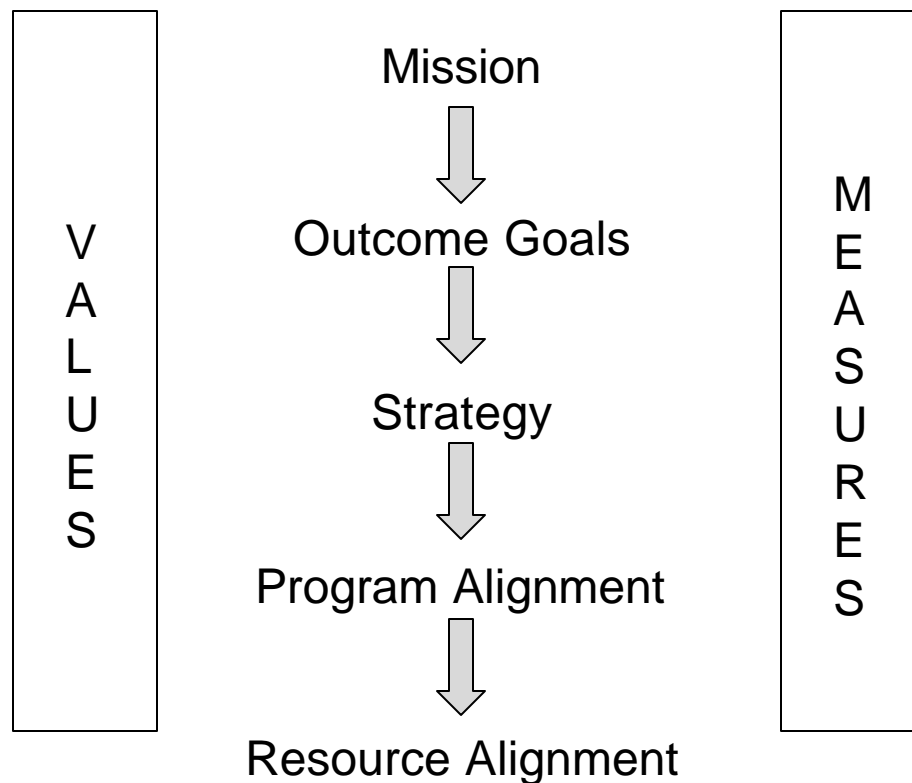 Mission
Outcome Goals
Strategy
Program Alignment
Resource Alignment
V
A
L
U
E
S
M
E
A
S
U
R
E
S